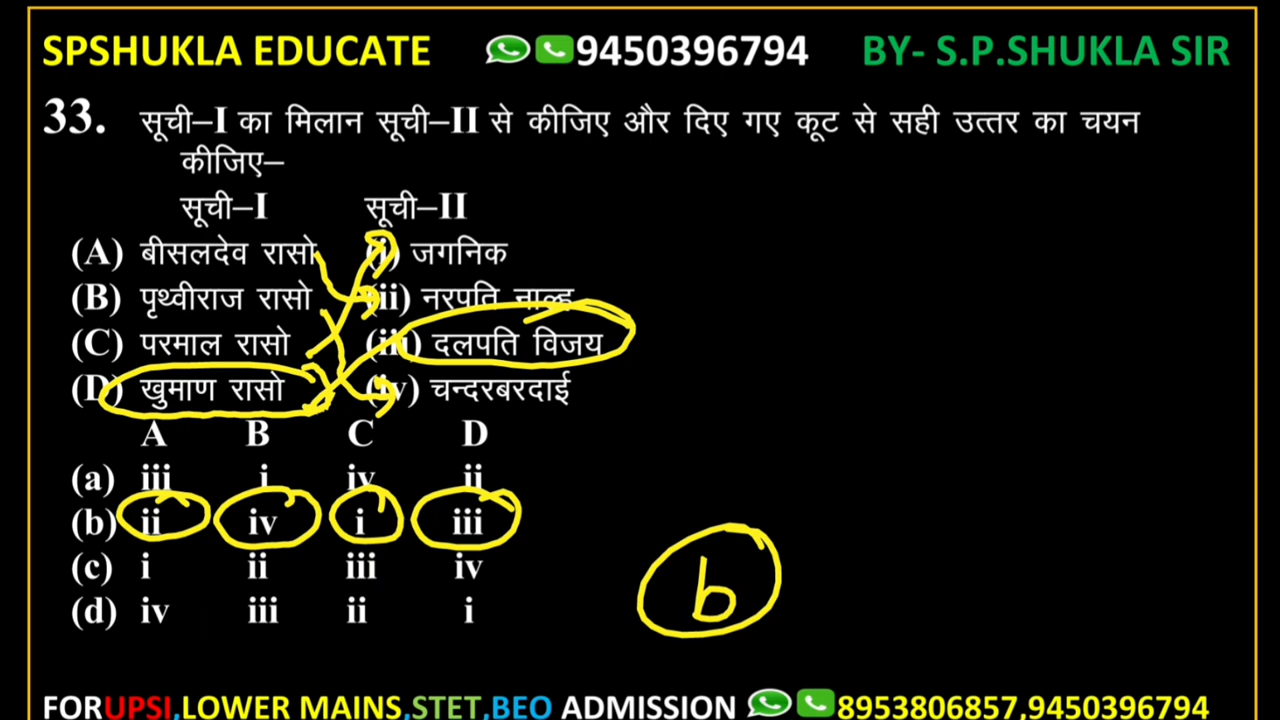 SPSHUKLA EDUCATE 9450396794 BY- S.P.SHUKLA SIR
33. सूची–I का मिलान सूची–II से कीजिए और दिए गए कूट से सही उत्तर का चयन
कीजिए–
सूची–I सूची–II
(A) बीसलदेव रासो (i) जगनिक
(B) पृथ्वीराज रासो (ii) नरपति नाल्ह
(C) परमाल रासो (iii) दलपति विजय
(D) खुमाण रासो (iv) चन्दरबरदाई
A B C D
(a) iii i iv ii
(b) ii iv i iii
(c) i ii iii iv
(d) iv iii ii i
b
FORUPSI,LOWER MAINS,STET,BEO ADMISSION 8953806857,9450396794